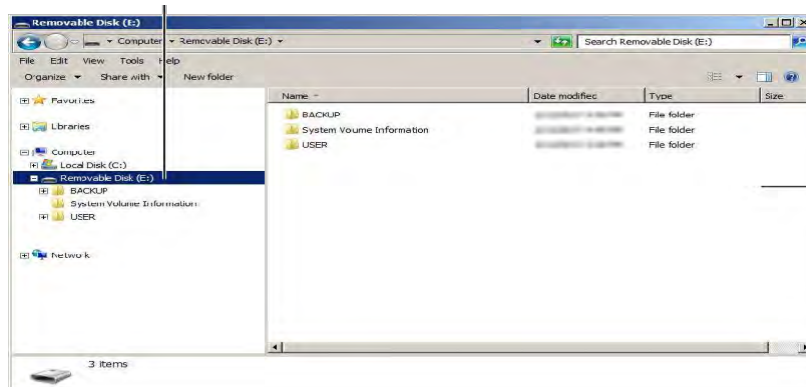 Removable Disk (E:)
Computer Removable Disk (E:) Search Removable Disk (E:)
File Edit View Tools Help
Organize Share with New folder
Name Date modified Type Size
Favorites
Libraries
Computer
Local Disk (C:)
Removable Disk (E:)
BACKUP
System Volume Information
USER
Network
BACKUP File folder
System Voume Information File folder
USER File folder
3 items